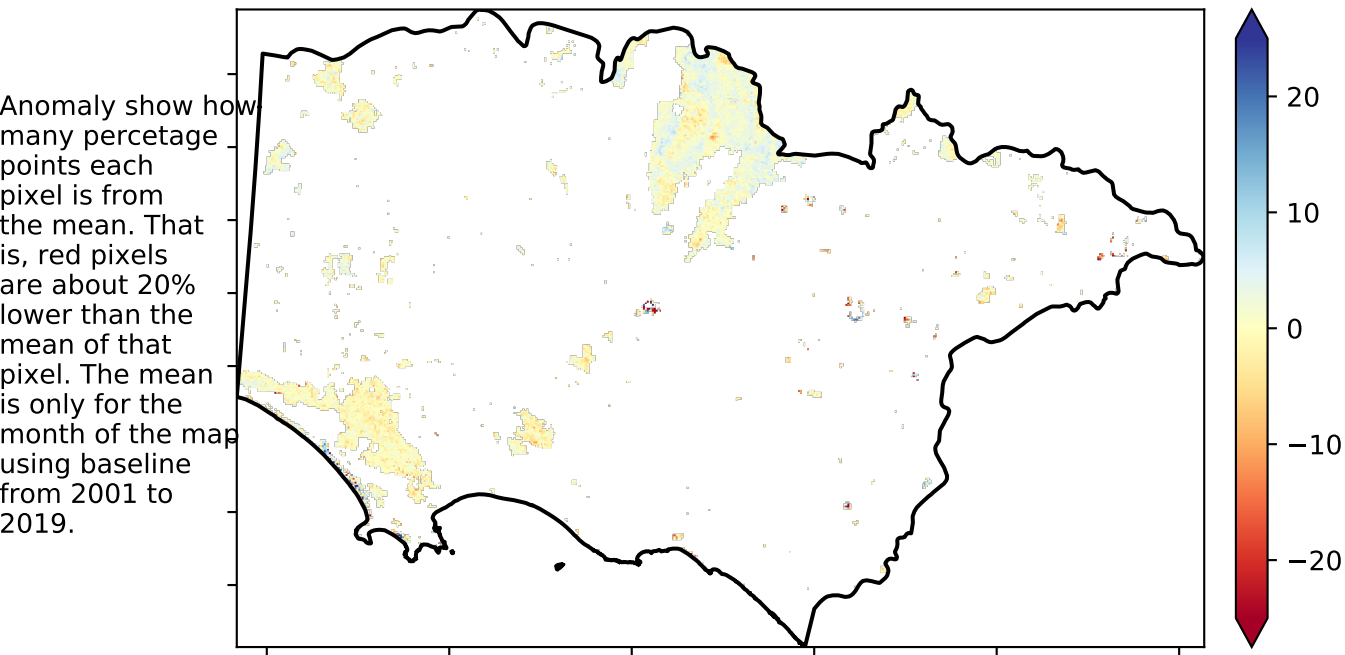 Anomaly show how
many percetage
points each
pixel is from
the mean. That
is, red pixels
are about 20%
lower than the
mean of that
pixel. The mean
is only for the
month of the map
using baseline
from 2001 to
2019.
20
10
0
−10
−20